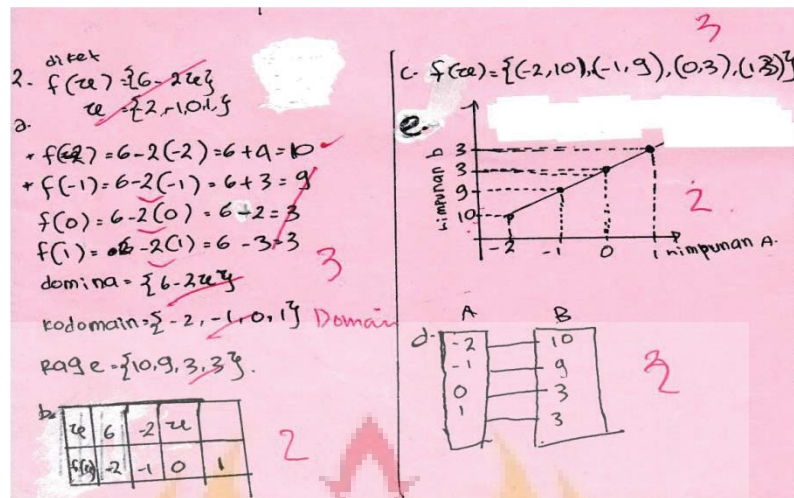 diket
2. f(x) = {6-2x}
x = {2,-1,0,1,}
a.
* f(-2) = 6-2(-2) = 6+4 = 10
* f(-1) = 6-2(-1) = 6+3 = 9
f(0) = 6-2(0) = 6-2 = 3
f(1) = 6-2(1) = 6-3 = 3
3
domina = {6-2x}
kodomain = {-2,-1,0,1} Domain
Rage = {10,9,3,3}.
b.
x 6 -2 x
f(x) -2 -1 0 1
2
3
c. f(x) = {(-2,10),(-1,9),(0,3),(1,3)}
e.
himpunan b
3
3
9
10
-2 -1 0 1 himpunan A.
2
d.
A B
-2 10
-1 9
0 3
1 3
3